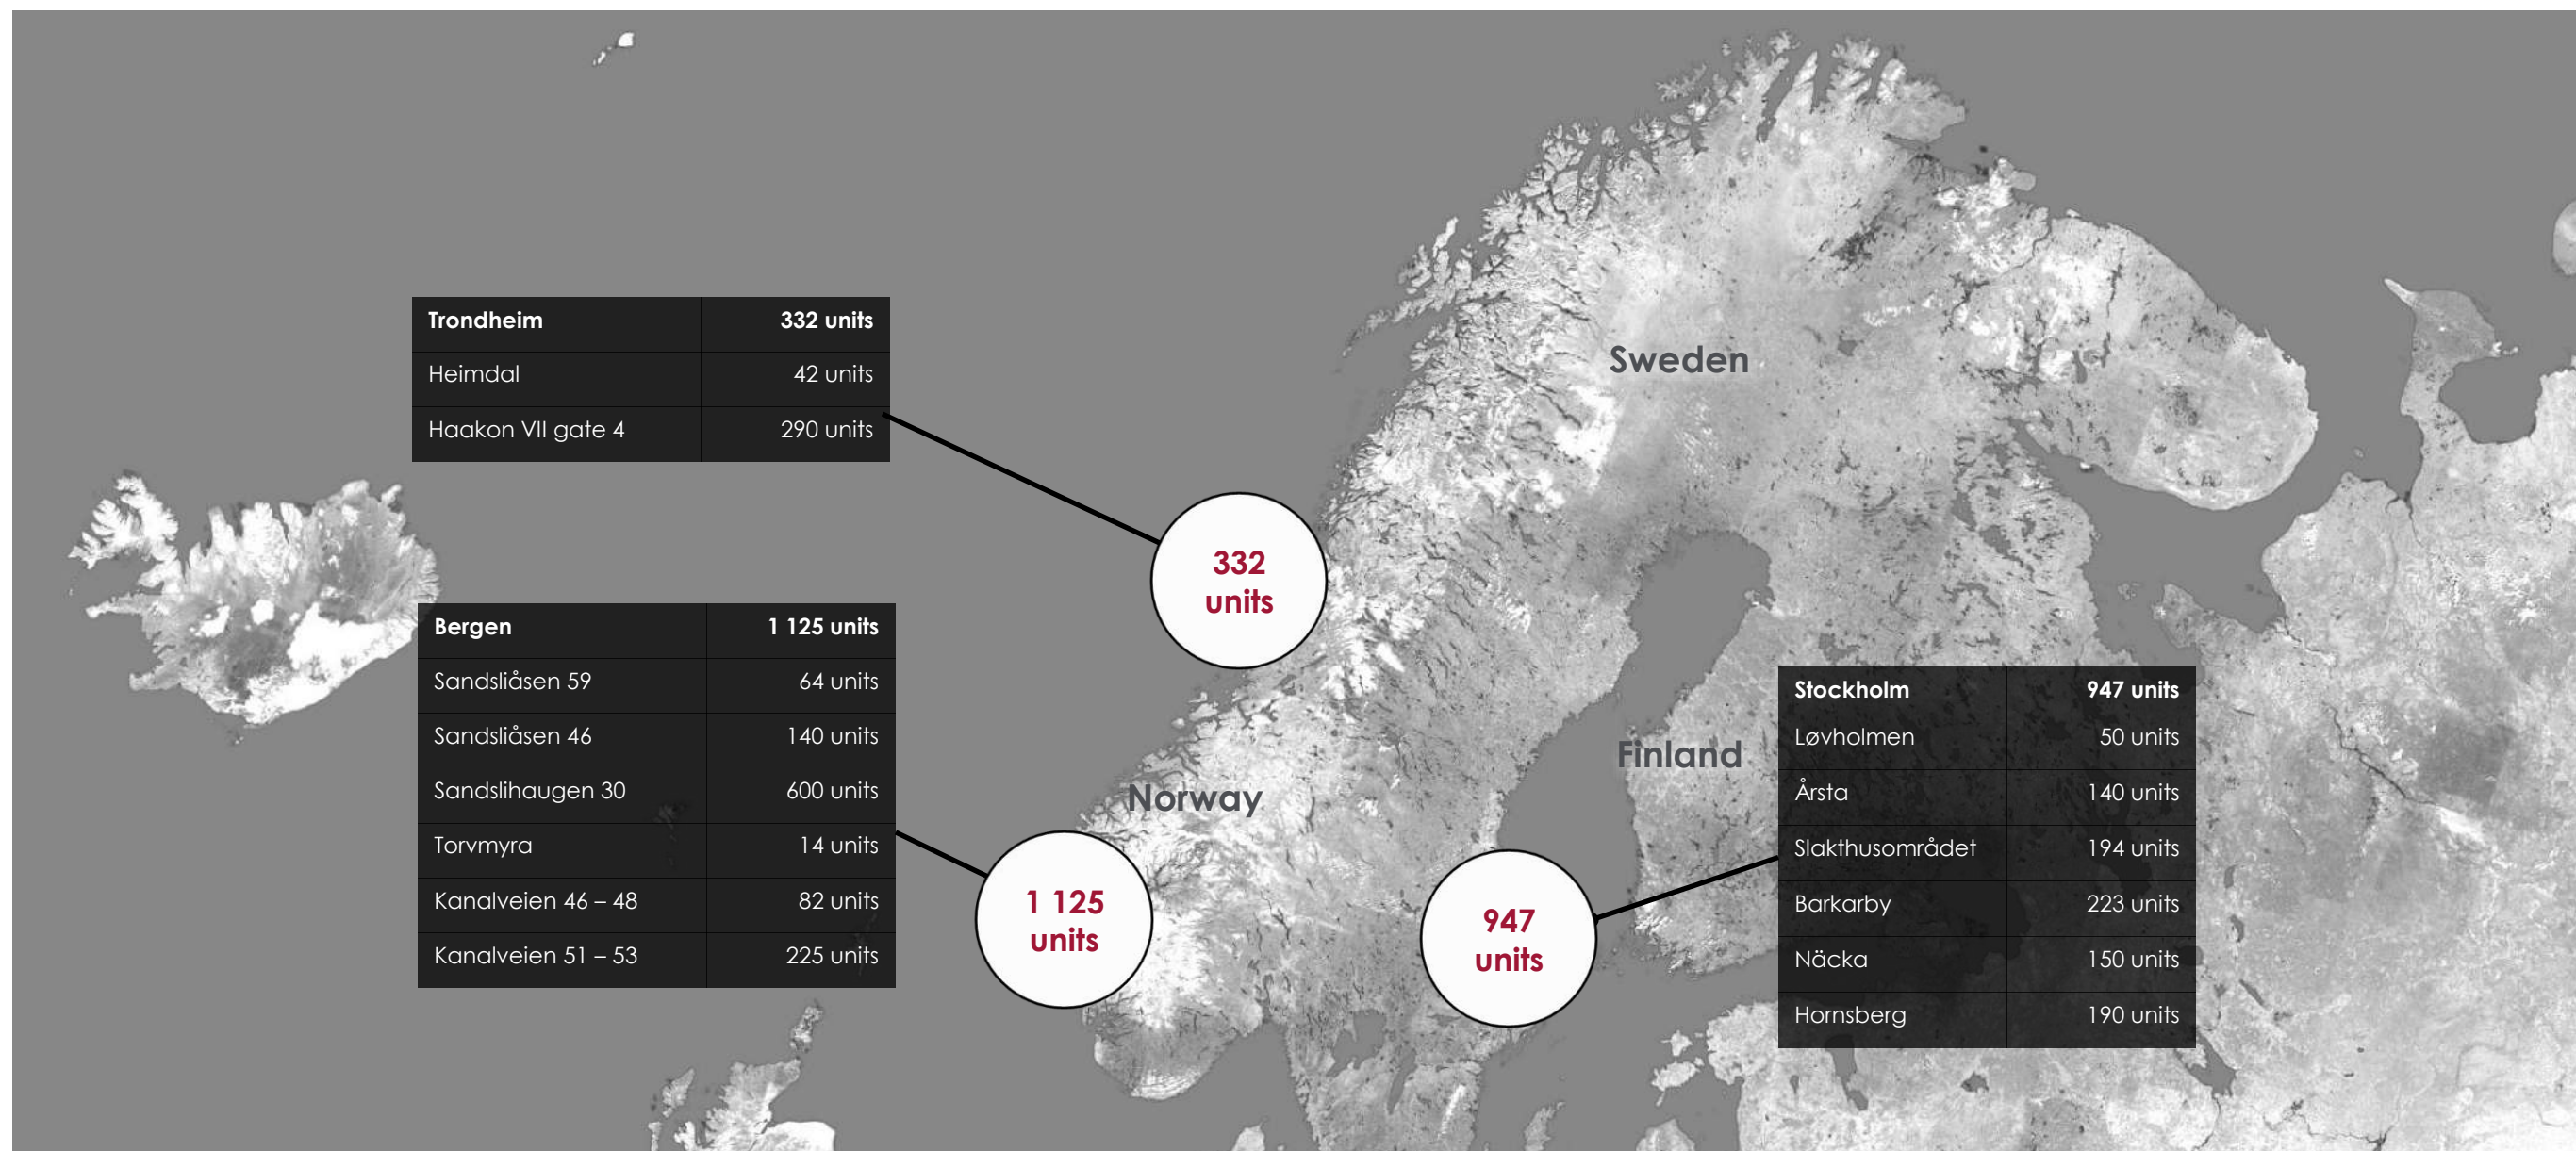 Trondheim 332 units
Heimdal 42 units
Haakon VII gate 4 290 units
Sweden
332
units
Bergen 1 125 units
Sandsliåsen 59 64 units
Sandsliåsen 46 140 units
Sandslihaugen 30 600 units
Torvmyra 14 units
Kanalveien 46 – 48 82 units
Kanalveien 51 – 53 225 units
Norway
1 125
units
Finland
947
units
Stockholm 947 units
Løvholmen 50 units
Årsta 140 units
Slakthusområdet 194 units
Barkarby 223 units
Näcka 150 units
Hornsberg 190 units